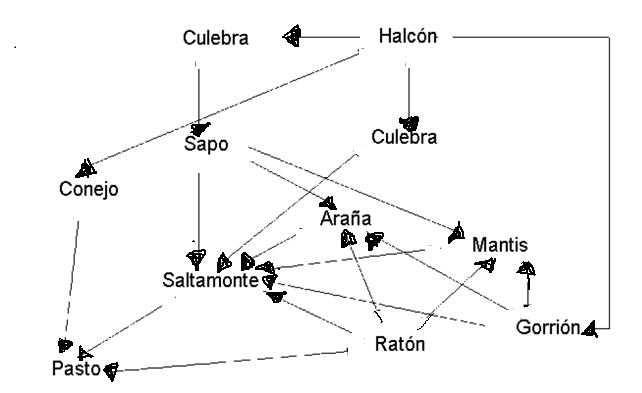 Culebra
Halcón
Sapo
Culebra
Conejo
Araña
Mantis
Saltamonte
Gorrión
Ratón
Pasto